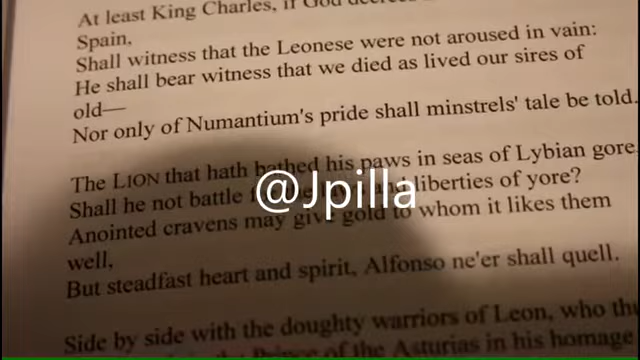 At least King Charles, if God
Spain,
Shall witness that the Leonese were not aroused in vain:
He shall bear witness that we died as lived our sires of
old—
Nor only of Numantium's pride shall minstrels' tale be told.
The LION that hath bathed his paws in seas of Lybian gore
Shall he not battle liberties of yore?
@Jpilla
Anointed cravens may give gold to whom it likes them
well,
But steadfast heart and spirit, Alfonso ne'er shall quell.
Side by side with the doughty warriors of Leon, who
Prince of the Asturias in his homage